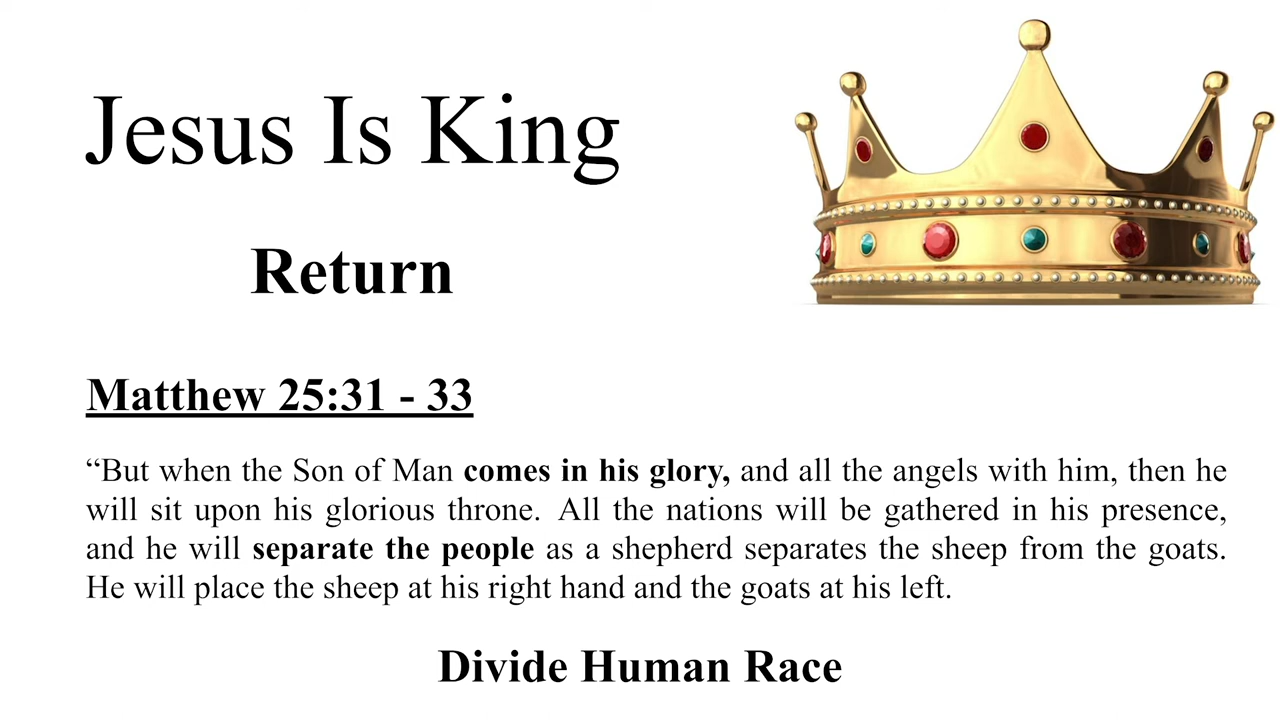 Jesus Is King
Return
Matthew 25:31 - 33
“But when the Son of Man comes in his glory, and all the angels with him, then he
will sit upon his glorious throne. All the nations will be gathered in his presence,
and he will separate the people as a shepherd separates the sheep from the goats.
He will place the sheep at his right hand and the goats at his left.
Divide Human Race